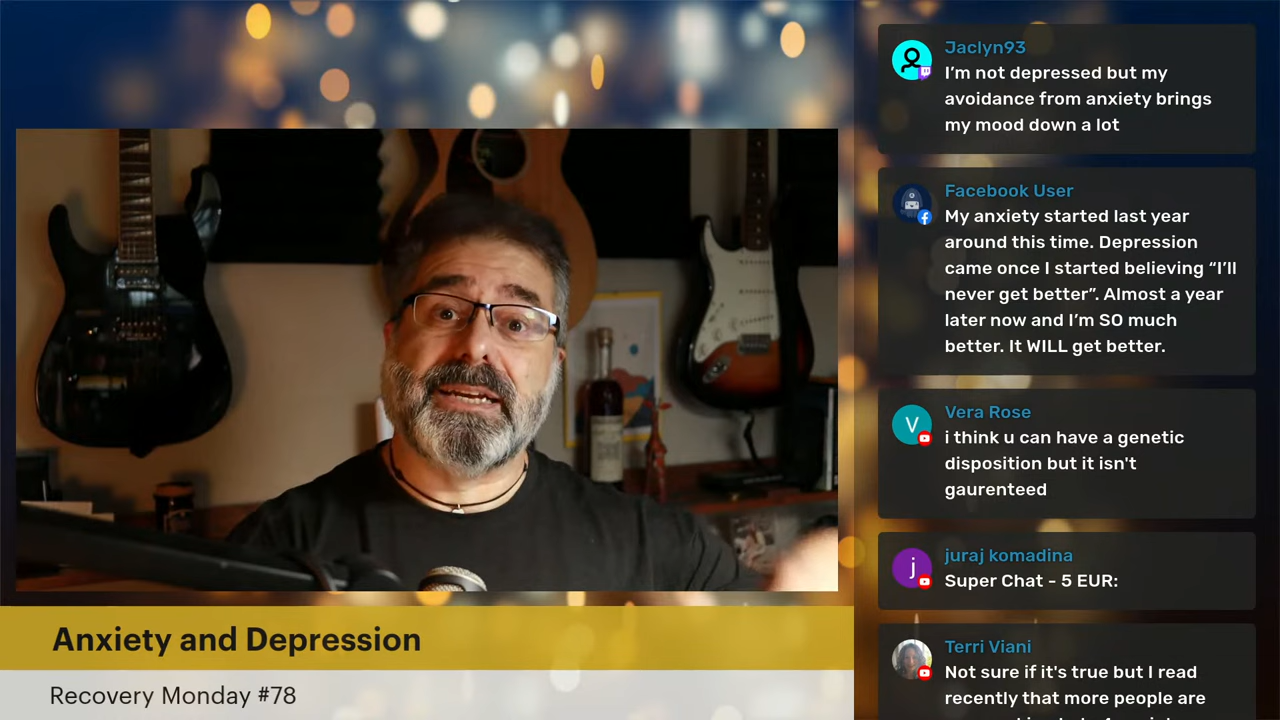 Jaclyn93
I'm not depressed but my
avoidance from anxiety brings
my mood down a lot
Facebook User
My anxiety started last year
around this time. Depression
came once I started believing “I’ll
never get better”. Almost a year
later now and I’m SO much
better. It WILL get better.
V
Vera Rose
i think u can have a genetic
disposition but it isn't
gaurenteed
j
juraj komadina
Super Chat - 5 EUR:
Terri Viani
Not sure if it's true but I read
recently that more people are
Anxiety and Depression
Recovery Monday #78